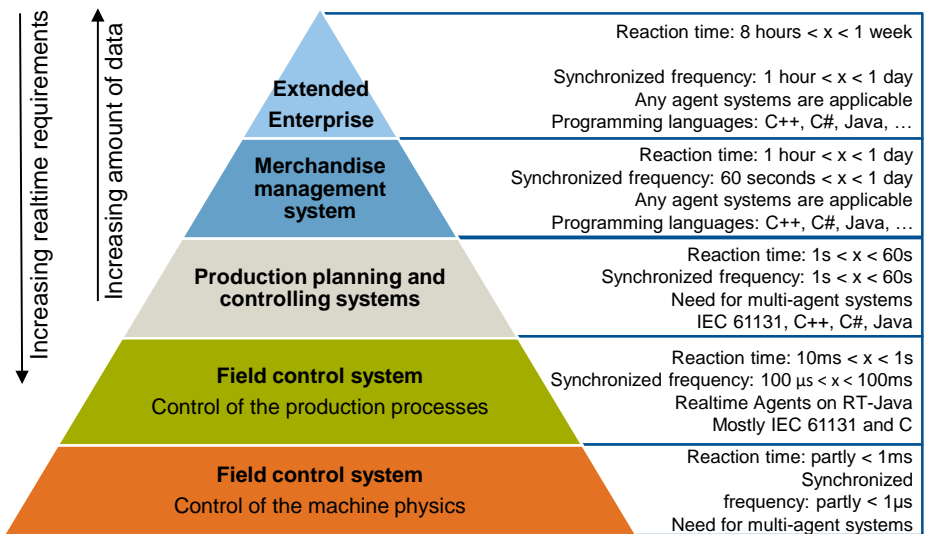 Increasing realtime requirements
Increasing amount of data
Extended
Enterprise
Reaction time: 8 hours < x < 1 week
Synchronized frequency: 1 hour < x < 1 day
Any agent systems are applicable
Programming languages: C++, C#, Java, …
Merchandise
management
system
Reaction time: 1 hour < x < 1 day
Synchronized frequency: 60 seconds < x < 1 day
Any agent systems are applicable
Programming languages: C++, C#, Java, …
Production planning and
controlling systems
Reaction time: 1s < x < 60s
Synchronized frequency: 1s < x < 60s
Need for multi-agent systems
IEC 61131, C++, C#, Java
Field control system
Control of the production processes
Reaction time: 10ms < x < 1s
Synchronized frequency: 100 µs < x < 100ms
Realtime Agents on RT-Java
Mostly IEC 61131 and C
Field control system
Control of the machine physics
Reaction time: partly < 1ms
Synchronized
frequency: partly < 1µs
Need for multi-agent systems